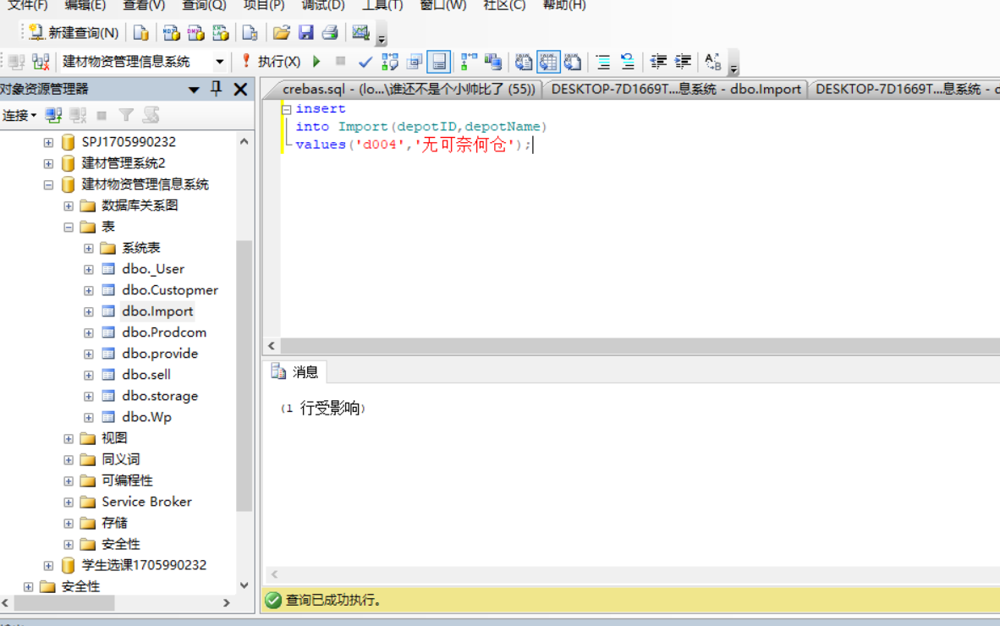 文件(F) 编辑(E) 查看(V) 查询(Q) 项目(P) 调试(D) 工具(T) 窗口(W) 社区(C) 帮助(H)
新建查询(N)
建材物资管理信息系统 执行(X)
对象资源管理器
连接
SPJ1705990232
建材管理系统2
建材物资管理信息系统
数据库关系图
表
系统表
dbo._User
dbo.Custopmer
dbo.Import
dbo.Prodcom
dbo.provide
dbo.sell
dbo.storage
dbo.Wp
视图
同义词
可编程性
Service Broker
存储
安全性
学生选课1705990232
安全性
crebas.sql - (lo...\谁还不是个小帅比了 (55)) DESKTOP-7D1669T...息系统 - dbo.Import DESKTOP-7D1669T...息系统 - d
insert
into Import(depotID,depotName)
values('d004','无可奈何仓');
消息
(1 行受影响)
查询已成功执行。